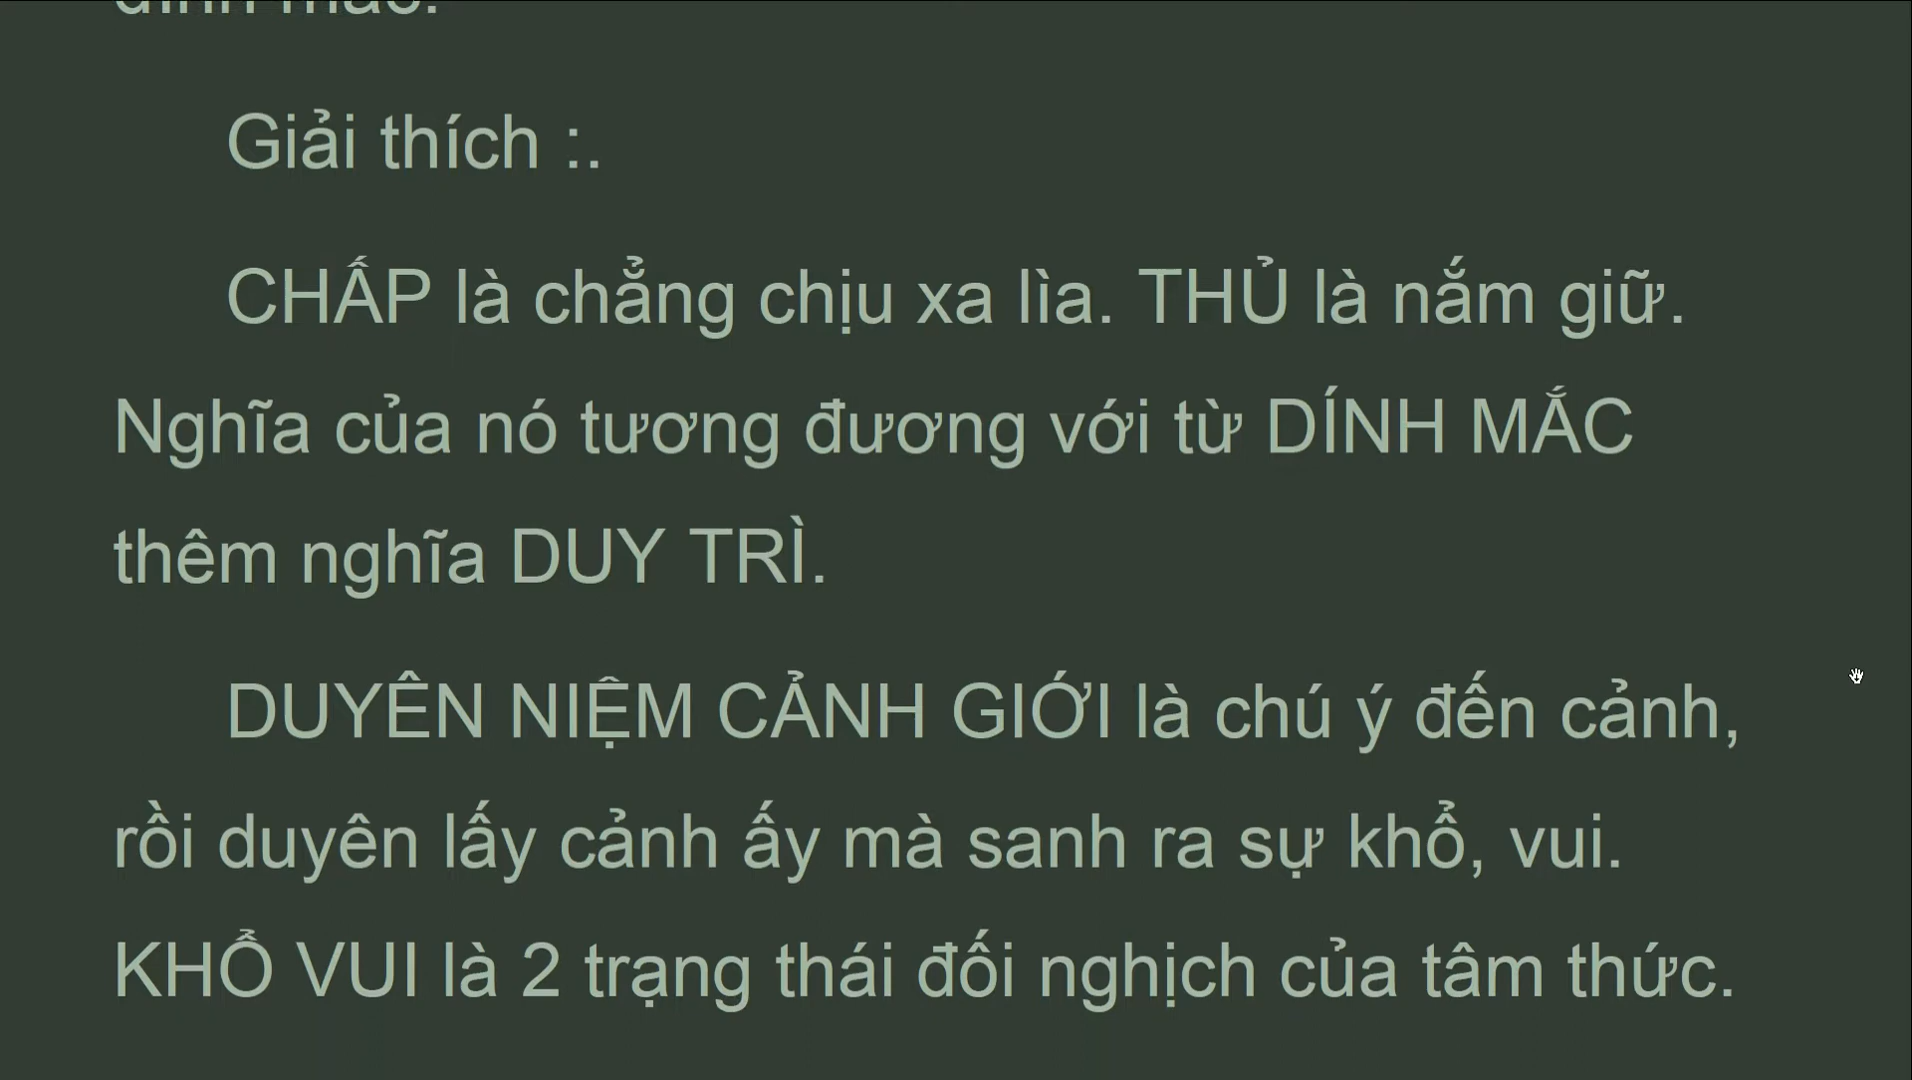 dính mắc.
Giải thích :.
CHẤP là chẳng chịu xa lìa. THỦ là nắm giữ.
Nghĩa của nó tương đương với từ DÍNH MẮC
thêm nghĩa DUY TRÌ.
DUYÊN NIỆM CẢNH GIỚI là chú ý đến cảnh,
rồi duyên lấy cảnh ấy mà sanh ra sự khổ, vui.
KHỔ VUI là 2 trạng thái đối nghịch của tâm thức.